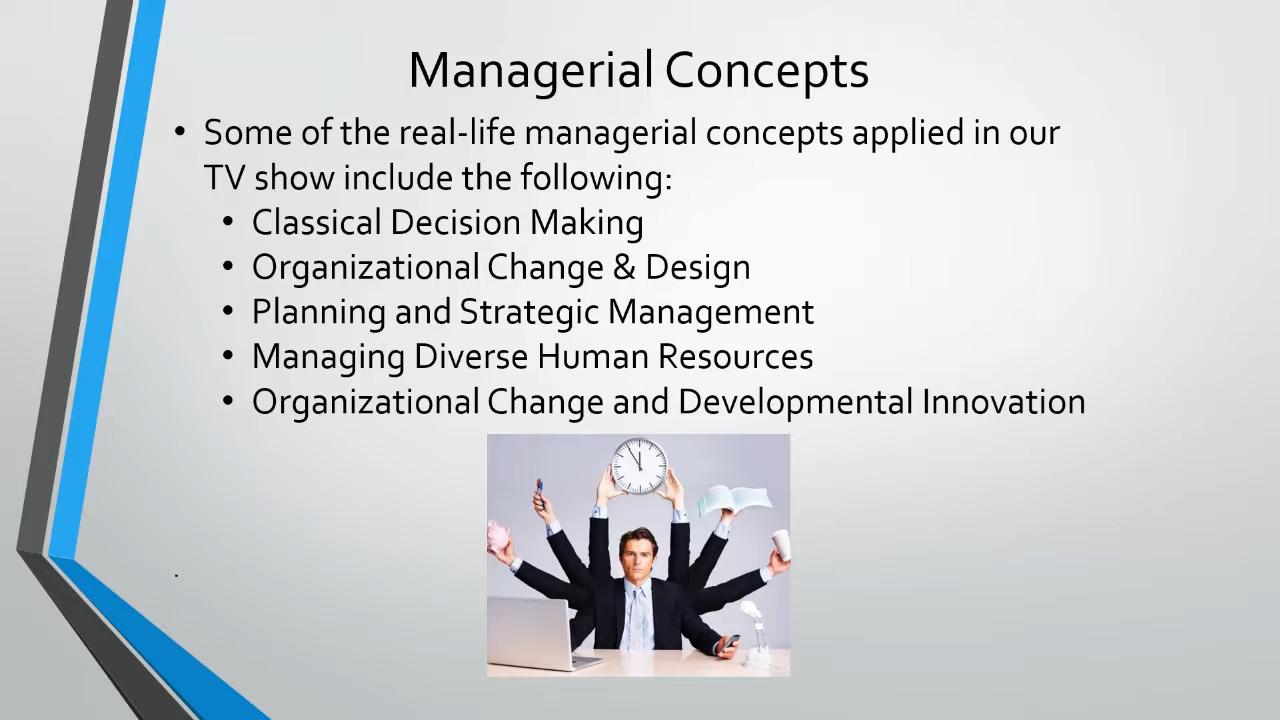 Managerial Concepts
• Some of the real-life managerial concepts applied in our
TV show include the following:
• Classical Decision Making
• Organizational Change & Design
• Planning and Strategic Management
• Managing Diverse Human Resources
• Organizational Change and Developmental Innovation
.